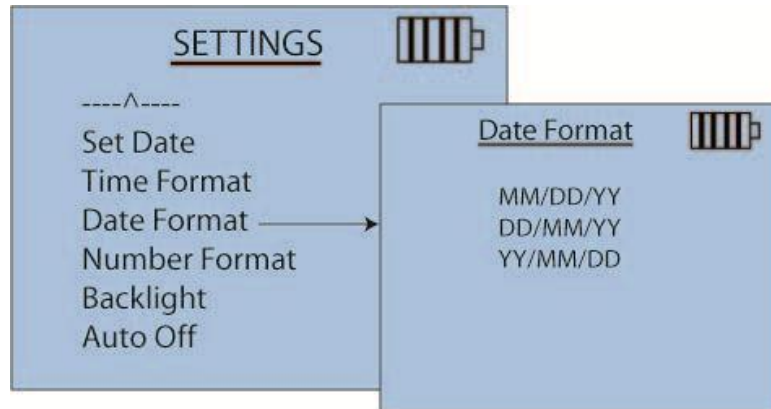 SETTINGS
----^----
Set Date
Time Format
Date Format
Number Format
Backlight
Auto Off
Date Format
MM/DD/YY
DD/MM/YY
YY/MM/DD